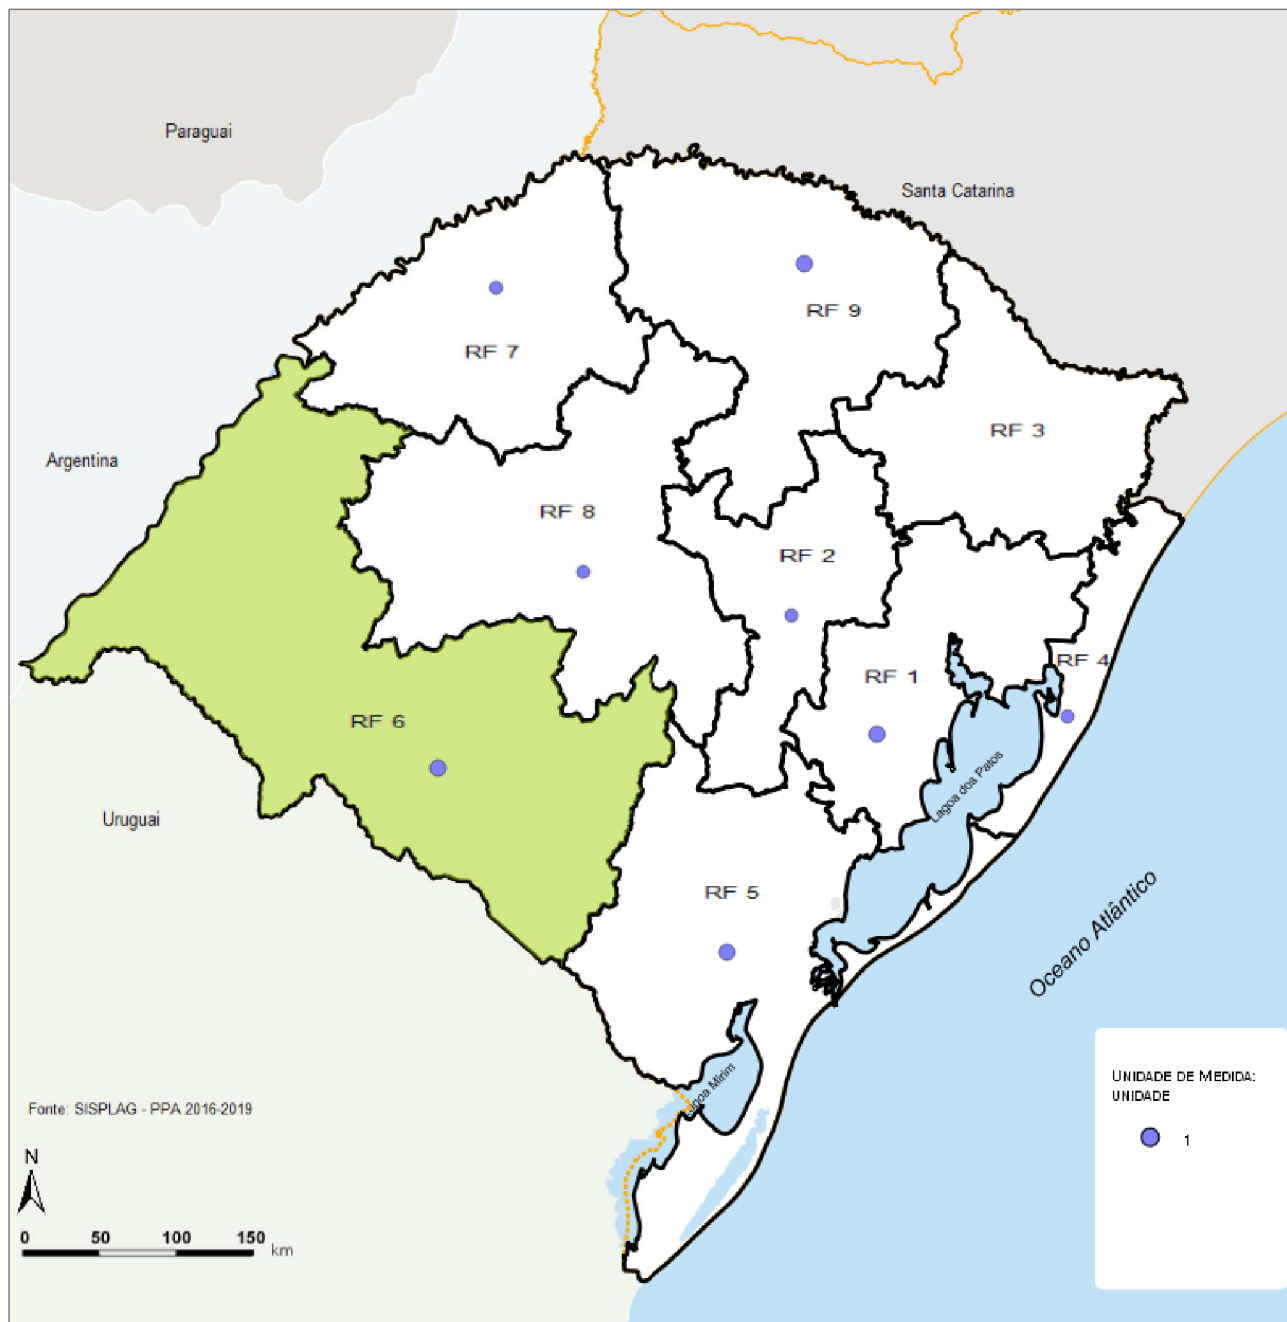 Paraguai
Santa Catarina
RF 9
RF 7
RF 3
Argentina
RF 8
RF 2
RF 4
RF 1
RF 6
Lagoa dos Patos
Uruguai
RF 5
Oceano Atlântico
Lagoa Mirim
UNIDADE DE MEDIDA:
UNIDADE
1
Fonte: SISPLAG - PPA 2016-2019
N
0 50 100 150
km